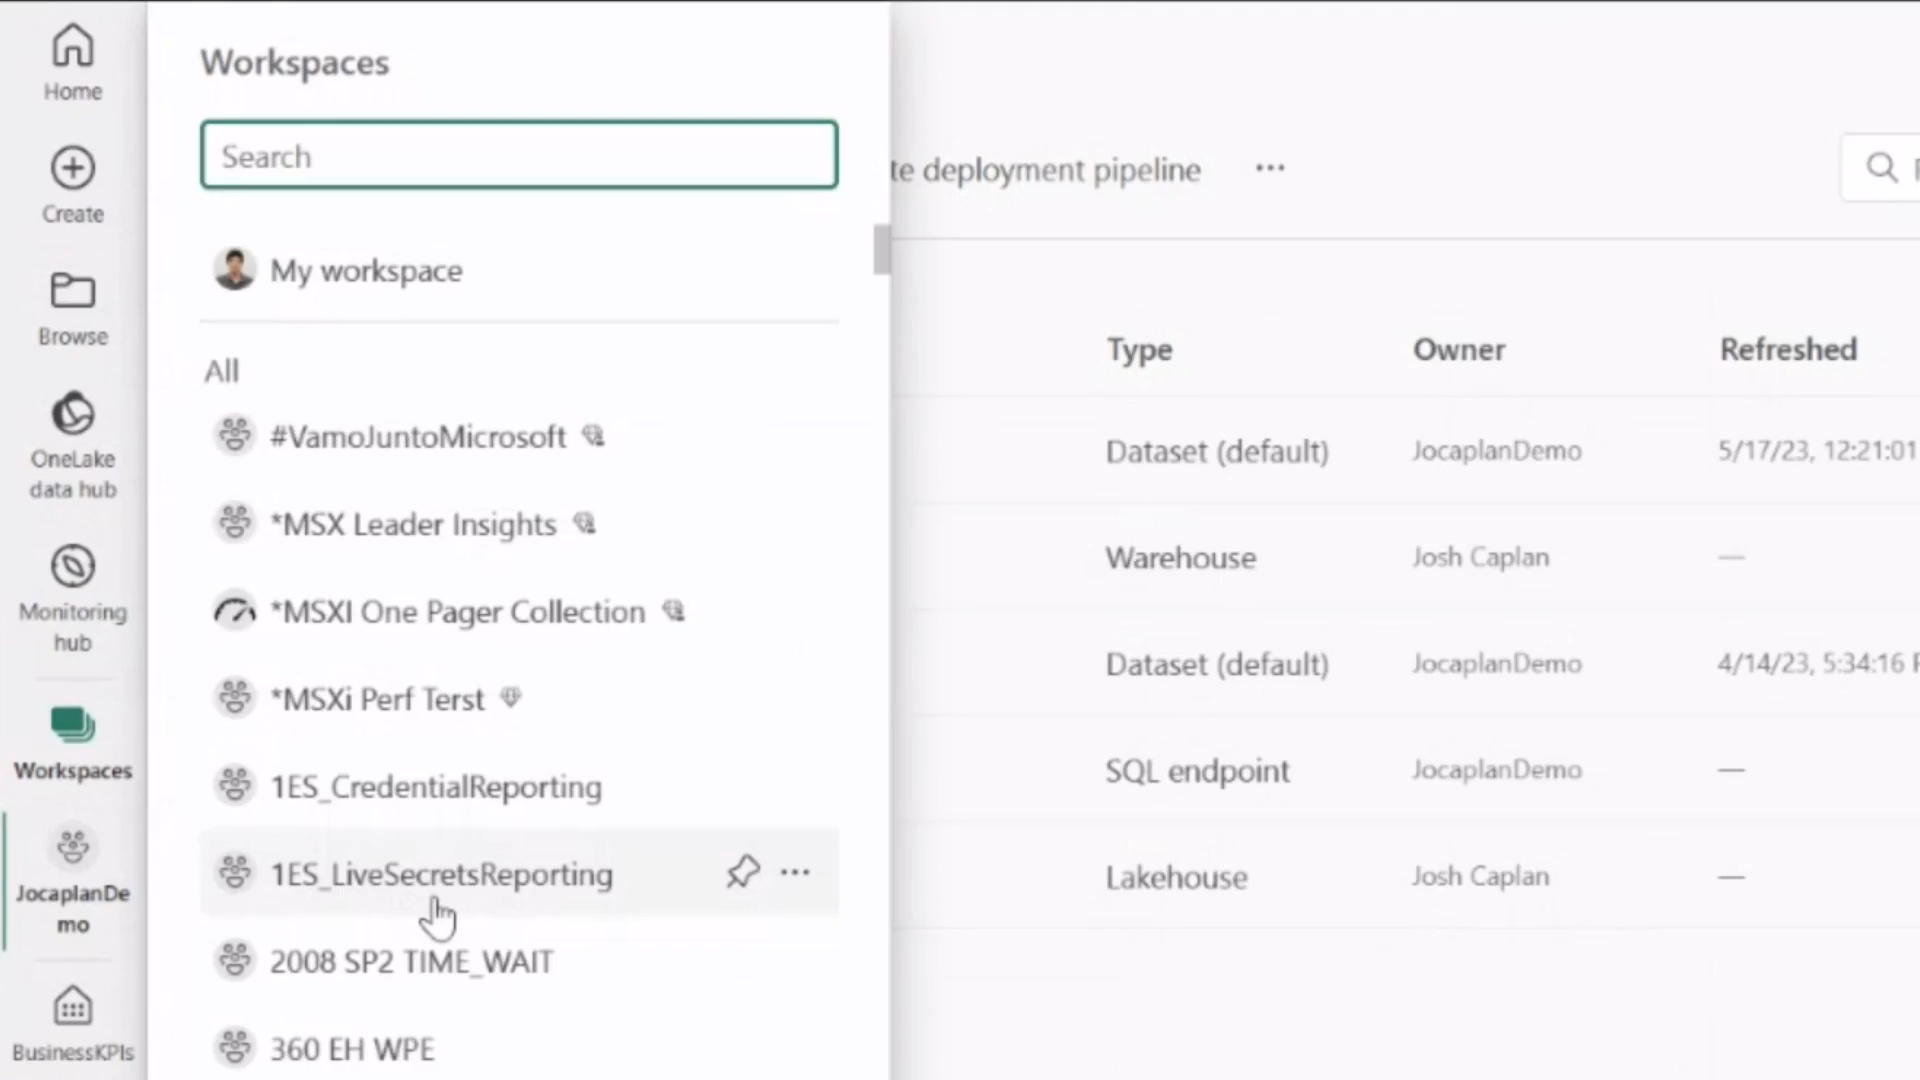 Home
Create
Browse
OneLake
data hub
Monitoring
hub
Workspaces
JocaplanDe
mo
BusinessKPIs
Workspaces
Search
My workspace
All
#VamoJuntoMicrosoft
*MSX Leader Insights
*MSXI One Pager Collection
*MSXi Perf Terst
1ES_CredentialReporting
1ES_LiveSecretsReporting
2008 SP2 TIME_WAIT
360 EH WPE
te deployment pipeline
Type Owner Refreshed
Dataset (default) JocaplanDemo 5/17/23, 12:21:01
Warehouse Josh Caplan —
Dataset (default) JocaplanDemo 4/14/23, 5:34:16
SQL endpoint JocaplanDemo —
Lakehouse Josh Caplan —